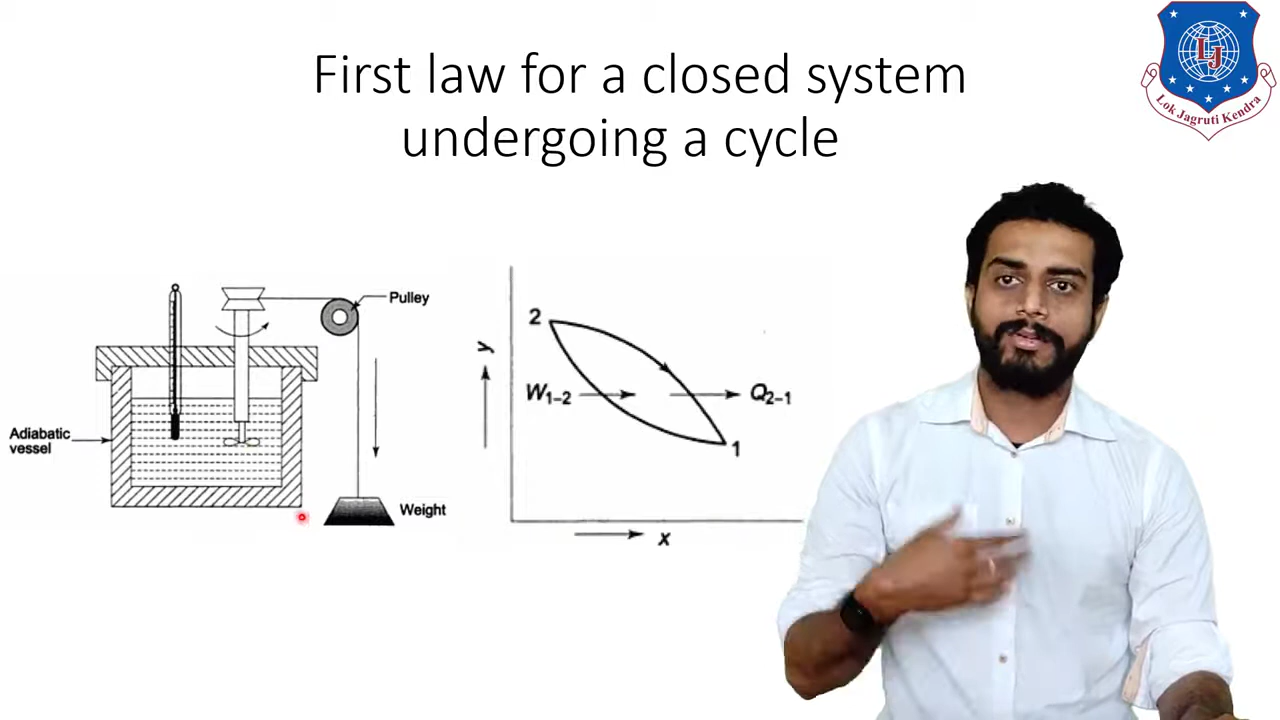 First law for a closed system
undergoing a cycle
LJ
Lok Jagruti Kendra
Pulley
Adiabatic
vessel
Weight
y
2
W1-2
Q2-1
1
x